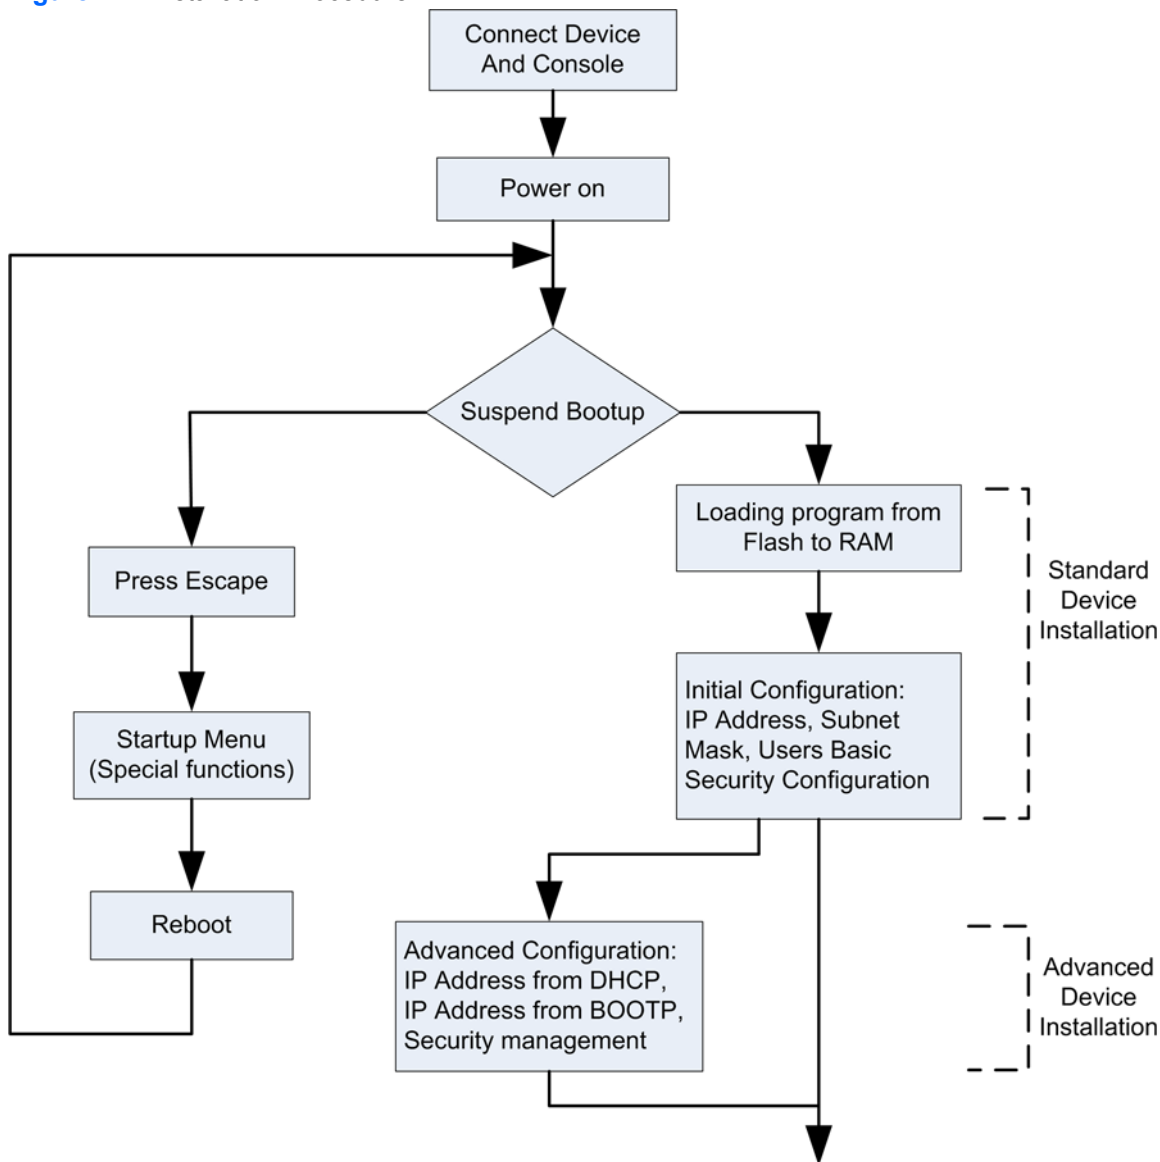 Connect Device
And Console
Power on
Suspend Bootup
Loading program from
Flash to RAM
Standard
Device
Installation
Press Escape
Initial Configuration:
IP Address, Subnet
Mask, Users Basic
Security Configuration
Startup Menu
(Special functions)
Reboot
Advanced Configuration:
IP Address from DHCP,
IP Address from BOOTP,
Security management
Advanced
Device
Installation